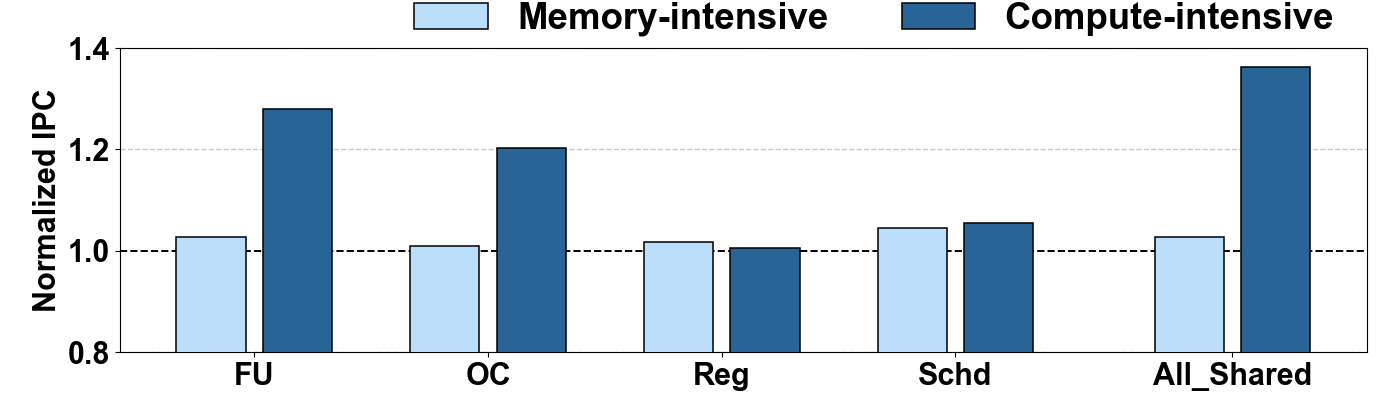 Memory-intensive Compute-intensive
Normalized IPC
1.4
1.2
1.0
0.8
FU OC Reg Schd All_Shared